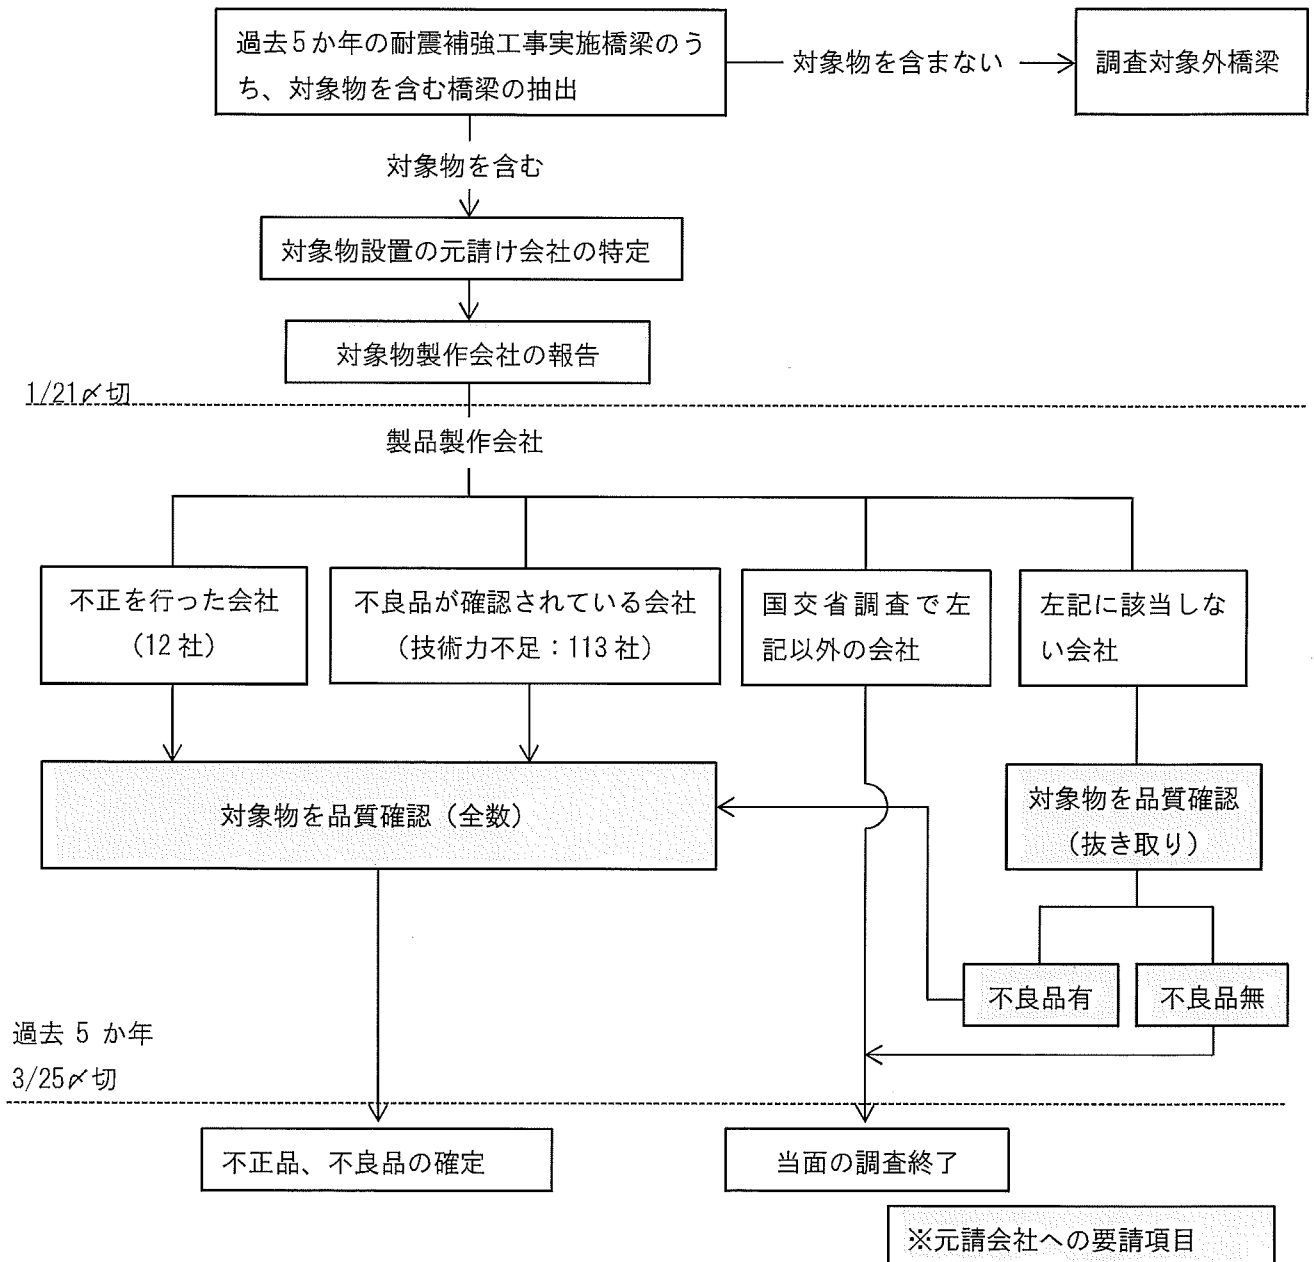 過去5か年の耐震補強工事実施橋梁のう
ち、対象物を含む橋梁の抽出
対象物を含まない
調査対象外橋梁
対象物を含む
対象物設置の元請け会社の特定
対象物製作会社の報告
1/21〆切
製品製作会社
不正を行った会社
(12社)
不良品が確認されている会社
(技術力不足：113社)
国交省調査で左
記以外の会社
左記に該当しな
い会社
対象物を品質確認（全数）
対象物を品質確認
（抜き取り）
不良品有
不良品無
過去 5 か年
3/25〆切
不正品、不良品の確定
当面の調査終了
※元請会社への要請項目